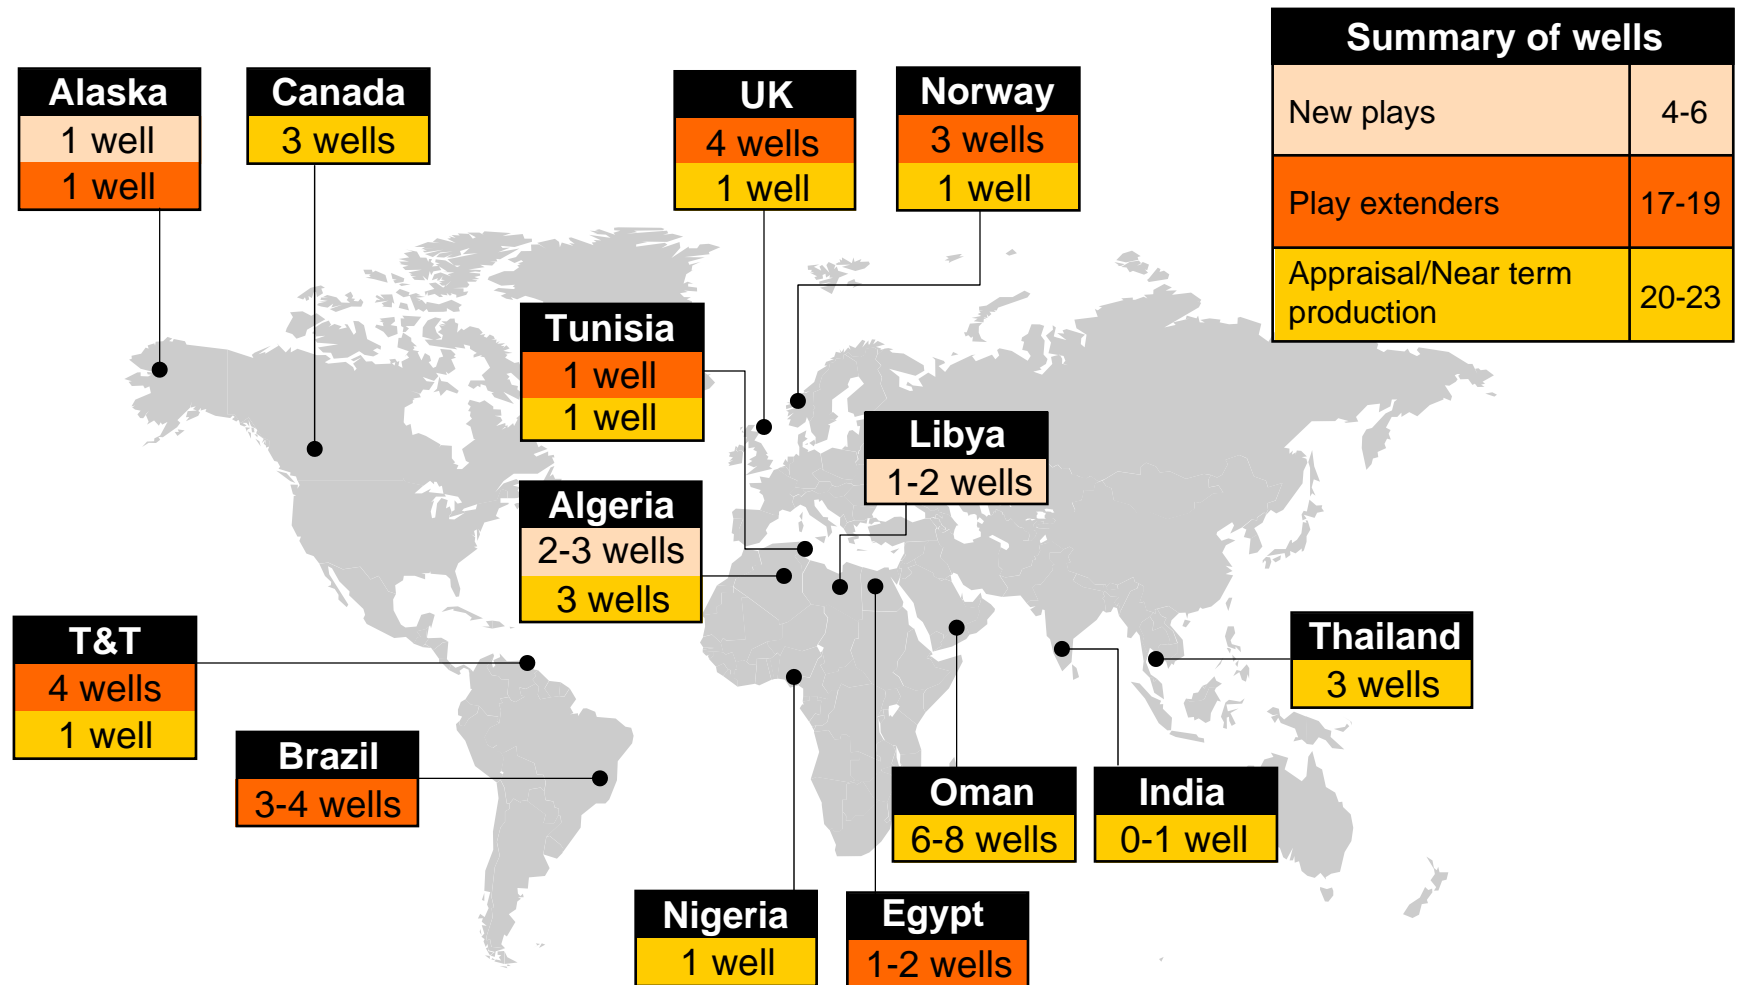 Summary of wells
New plays 4-6
Play extenders 17-19
Appraisal/Near term
production 20-23
Alaska
1 well
1 well
Canada
3 wells
UK
4 wells
1 well
Norway
3 wells
1 well
Tunisia
1 well
1 well
Libya
1-2 wells
Algeria
2-3 wells
3 wells
T&T
4 wells
1 well
Thailand
3 wells
Brazil
3-4 wells
Oman
6-8 wells
India
0-1 well
Nigeria
1 well
Egypt
1-2 wells